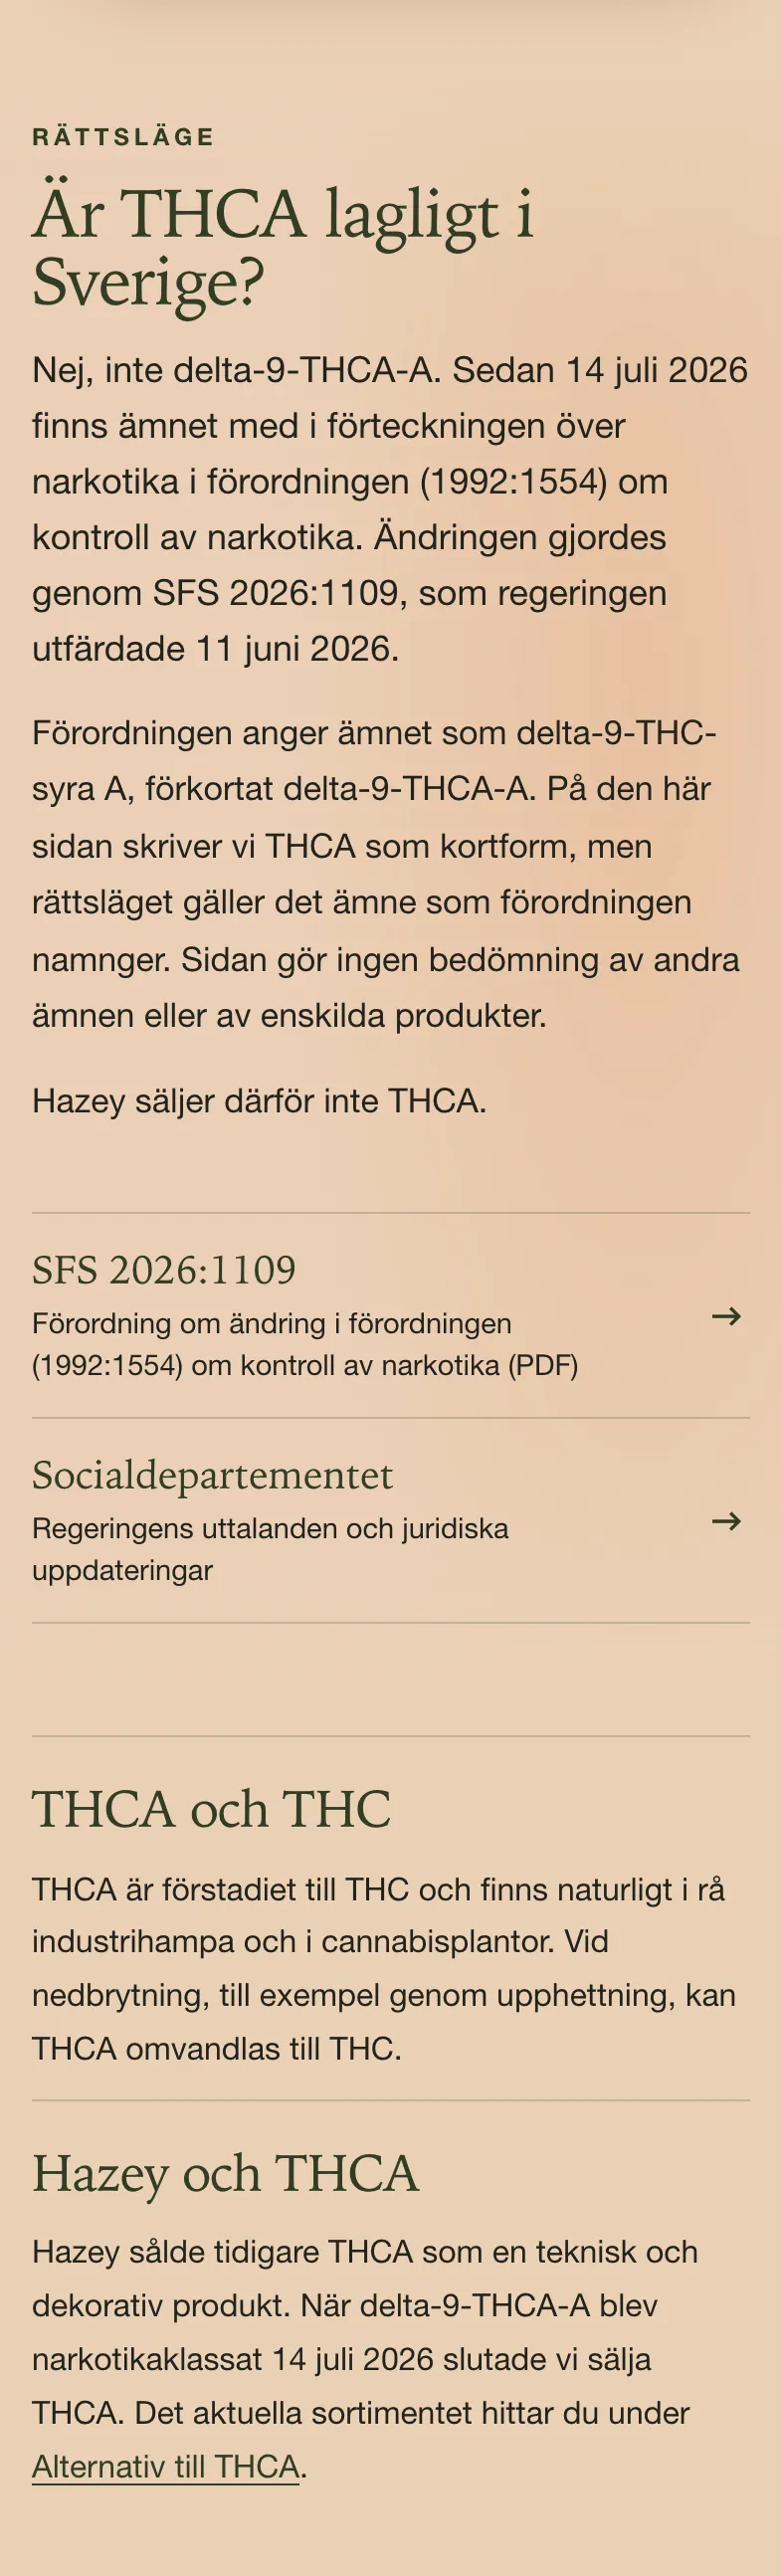 RÄTTSLÄGE
Är THCA lagligt i
Sverige?
Nej, inte delta-9-THCA-A. Sedan 14 juli 2026
finns ämnet med i förteckningen över
narkotika i förordningen (1992:1554) om
kontroll av narkotika. Ändringen gjordes
genom SFS 2026:1109, som regeringen
utfärdade 11 juni 2026.
Förordningen anger ämnet som delta-9-THC-
syra A, förkortat delta-9-THCA-A. På den här
sidan skriver vi THCA som kortform, men
rättsläget gäller det ämne som förordningen
namnger. Sidan gör ingen bedömning av andra
ämnen eller av enskilda produkter.
Hazey säljer därför inte THCA.
SFS 2026:1109
Förordning om ändring i förordningen
(1992:1554) om kontroll av narkotika (PDF)
→
Socialdepartementet
Regeringens uttalanden och juridiska
uppdateringar
→
THCA och THC
THCA är förstadiet till THC och finns naturligt i rå
industrihampa och i cannabisplantor. Vid
nedbrytning, till exempel genom upphettning, kan
THCA omvandlas till THC.
Hazey och THCA
Hazey sålde tidigare THCA som en teknisk och
dekorativ produkt. När delta-9-THCA-A blev
narkotikaklassat 14 juli 2026 slutade vi sälja
THCA. Det aktuella sortimentet hittar du under
Alternativ till THCA.